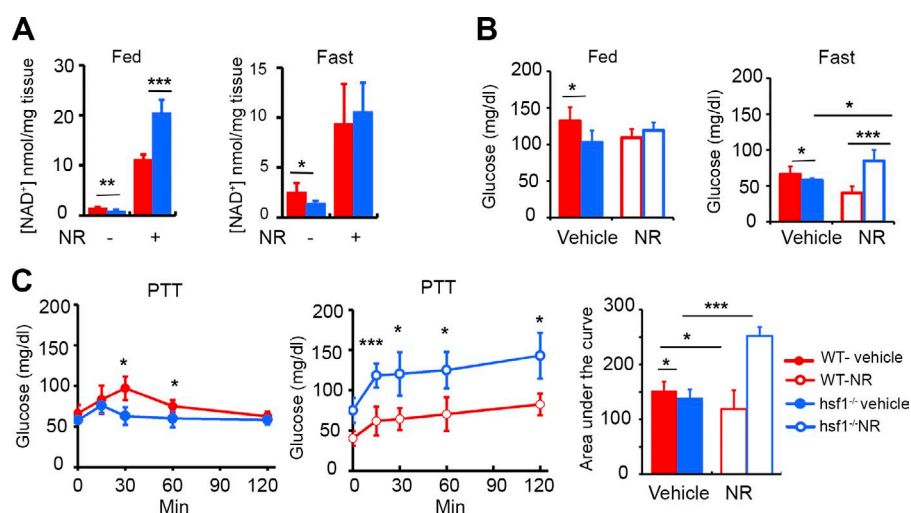 A
Fed
[NAD+] nmol/mg tissue
30
20
10
0
***
**
NR - +
Fast
[NAD+] nmol/mg tissue
15
10
5
0
*
NR - +
B
Fed
Glucose (mg/dl)
200
150
100
50
0
*
Vehicle NR
Fast
Glucose (mg/dl)
200
150
100
50
0
*
*
***
Vehicle NR
C
PTT
Glucose (mg/dl)
200
150
100
50
0
*
*
0 30 60 90 120
Min
PTT
Glucose (mg/dl)
200
150
100
50
0
***
*
*
*
0 30 60 90 120
Min
Area under the curve
300
150
0
***
*
*
Vehicle NR
WT- vehicle
WT-NR
hsf1-/- vehicle
hsf1-/-NR